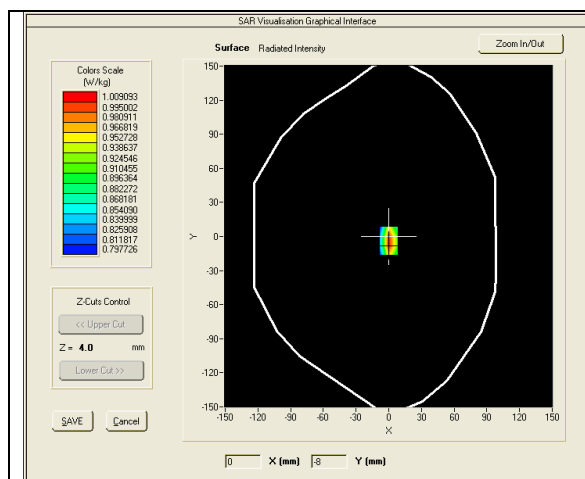 SAR Visualisation Graphical Interface
Surface Radiated Intensity
Zoom In/Out
Colors Scale
(W/kg)
1.009093
0.995002
0.980911
0.966819
0.952728
0.938637
0.924546
0.910455
0.896364
0.882272
0.868181
0.854090
0.839999
0.825908
0.811817
0.797726
Z-Cuts Control
<< Upper Cut
Z = 4.0 mm
Lower Cut >>
SAVE Cancel
150
120
90
60
30
0
-30
-60
-90
-120
-150
Y
-150 -120 -90 -60 -30 0 30 60 90 120 150
X
0 X (mm) -8 Y (mm)